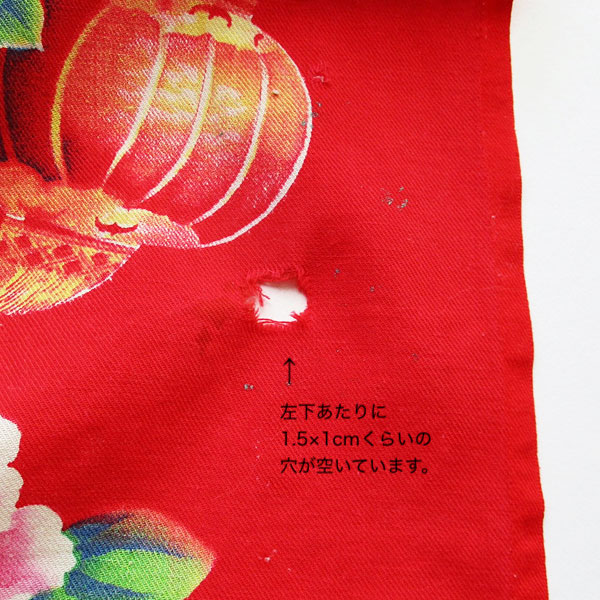 ↑
左下あたりに
1.5×1cmくらいの
穴が空いています。